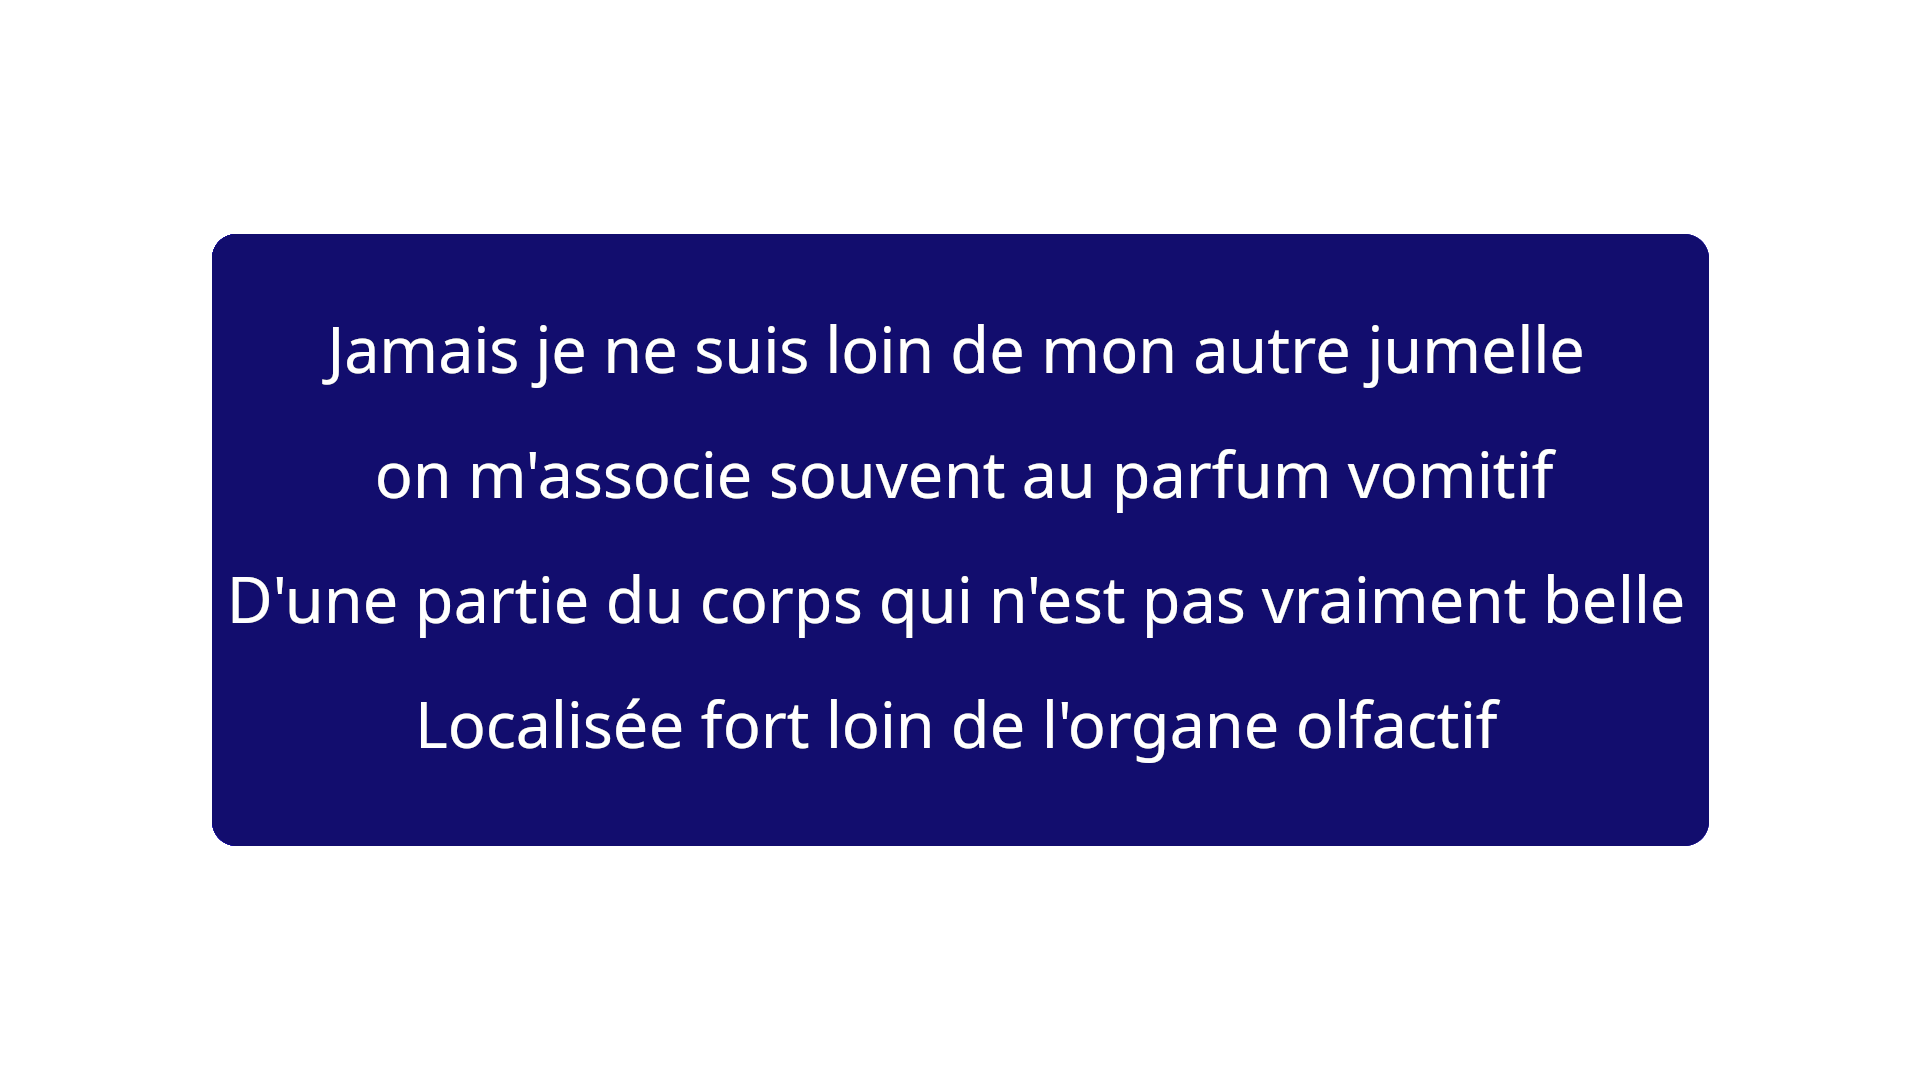 Jamais je ne suis loin de mon autre jumelle
on m'associe souvent au parfum vomitif
D'une partie du corps qui n'est pas vraiment belle
Localisée fort loin de l'organe olfactif